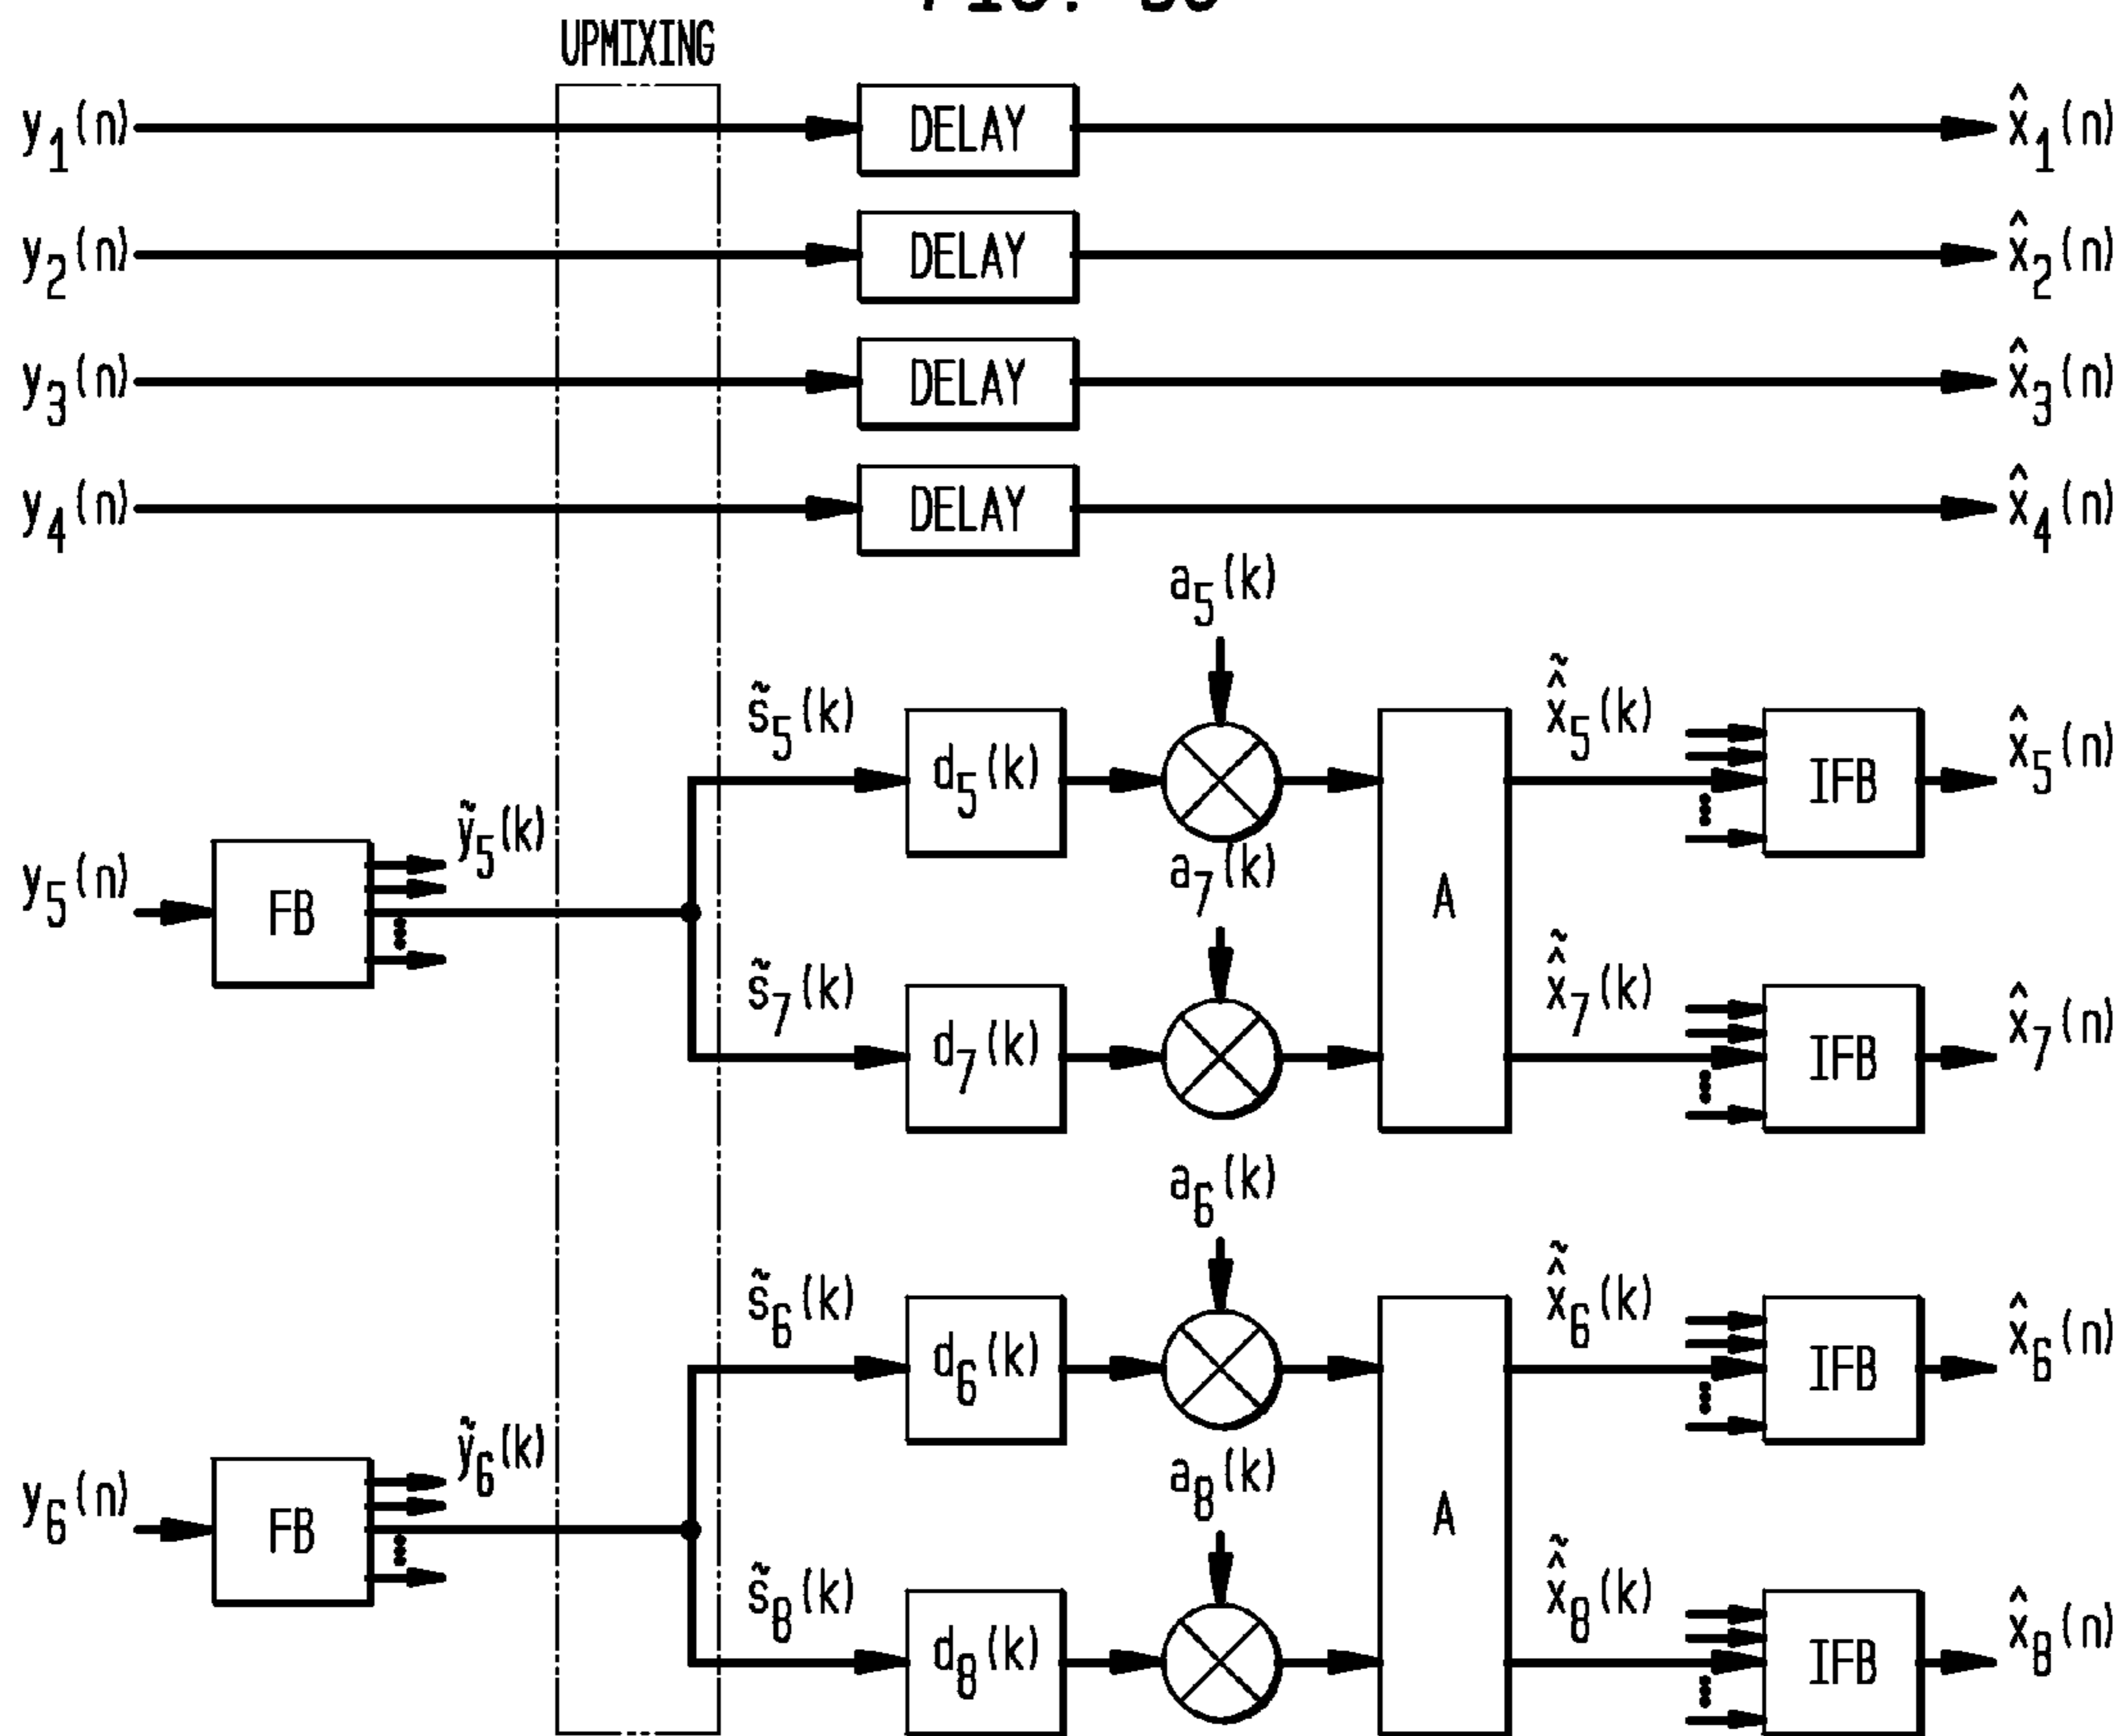 UPMIXING
y₁(n) DELAY x̂₁(n)
y₂(n) DELAY x̂₂(n)
y₃(n) DELAY x̂₃(n)
y₄(n) DELAY x̂₄(n)
a₅(k)
s̃₅(k) d₅(k) x̂̃₅(k) IFB x̂₅(n)
ỹ₅(k)
a₇(k)
y₅(n) FB A
s̃₇(k) d₇(k) x̂̃₇(k) IFB x̂₇(n)
a₆(k)
s̃₆(k) d₆(k) x̂̃₆(k) IFB x̂₆(n)
ỹ₆(k)
a₈(k)
y₆(n) FB A
s̃₈(k) d₈(k) x̂̃₈(k) IFB x̂₈(n)